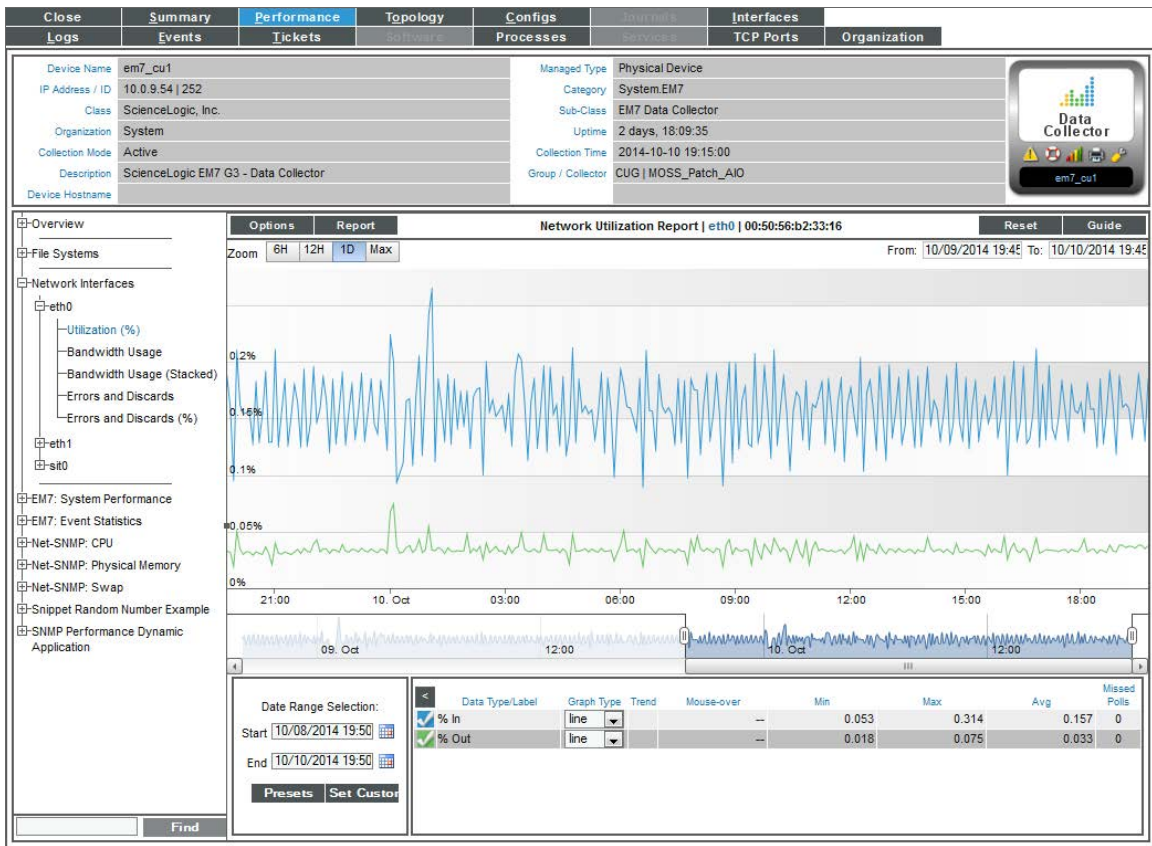 Close Summary Performance Topology Configs Journals Interfaces
Logs Events Tickets Software Processes Services TCP Ports Organization
Device Name em7_cu1 Managed Type Physical Device
IP Address / ID 10.0.9.54 | 252 Category System.EM7
Class ScienceLogic, Inc. Sub-Class EM7 Data Collector
Organization System Uptime 2 days, 18:09:35
Collection Mode Active Collection Time 2014-10-10 19:15:00
Description ScienceLogic EM7 G3 - Data Collector Group / Collector CUG | MOSS_Patch_AIO
Device Hostname
Data
Collector
em7_cu1
Overview
File Systems
Network Interfaces
eth0
Utilization (%)
Bandwidth Usage
Bandwidth Usage (Stacked)
Errors and Discards
Errors and Discards (%)
eth1
sit0
EM7: System Performance
EM7: Event Statistics
Net-SNMP: CPU
Net-SNMP: Physical Memory
Net-SNMP: Swap
Snippet Random Number Example
SNMP Performance Dynamic
Application
Find
Options Report Network Utilization Report | eth0 | 00:50:56:b2:33:16 Reset Guide
Zoom 6H 12H 1D Max From: 10/09/2014 19:45 To: 10/10/2014 19:45
0.2%
0.15%
0.1%
0.05%
0%
21:00 10. Oct 03:00 06:00 09:00 12:00 15:00 18:00
09. Oct 12:00 10. Oct 12:00
Date Range Selection:
Start 10/08/2014 19:50
End 10/10/2014 19:50
Presets Set Custor
< Data Type/Label Graph Type Trend Mouse-over Min Max Avg Missed Polls
% In line -- 0.053 0.314 0.157 0
% Out line -- 0.018 0.075 0.033 0